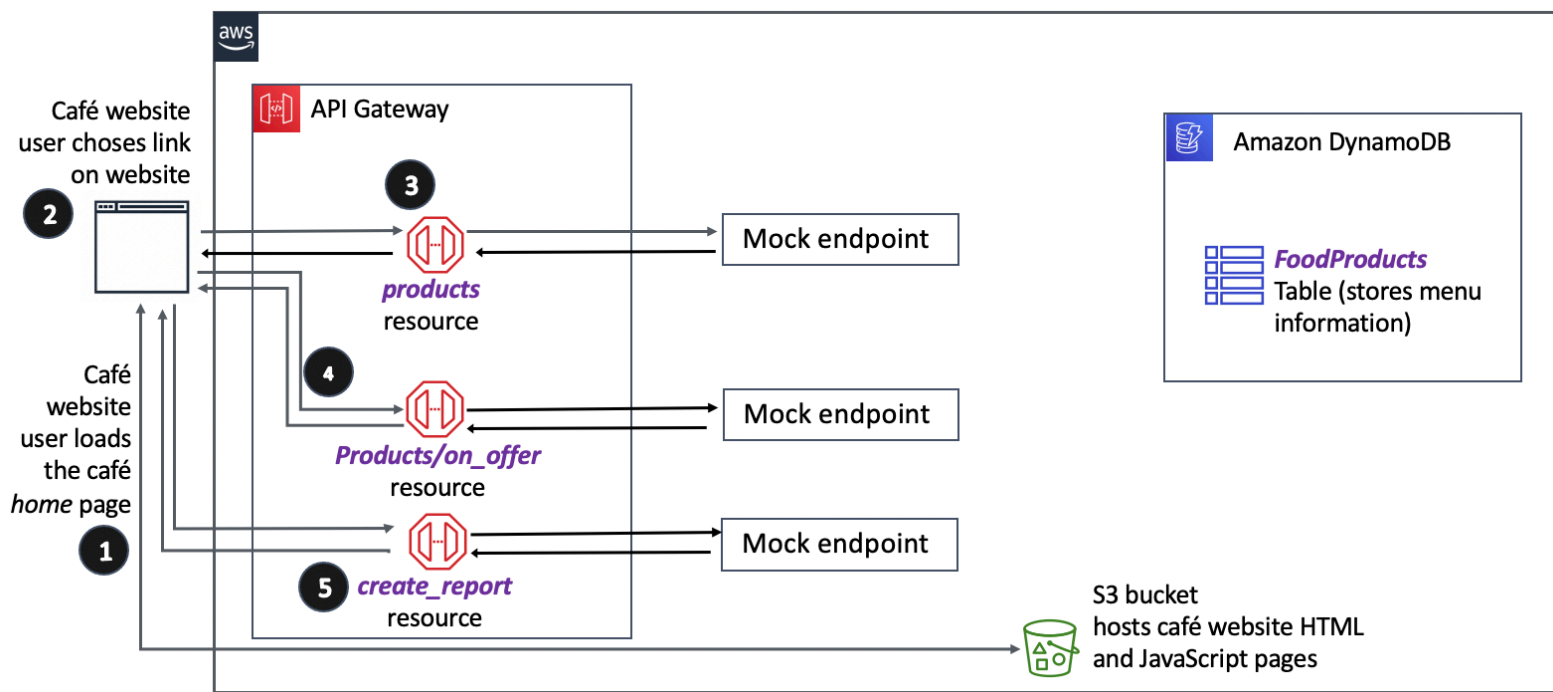 aws
API Gateway
Café website
user choses link
on website
2
3
Mock endpoint
products
resource
Amazon DynamoDB
FoodProducts
Table (stores menu
information)
4
Mock endpoint
Products/on_offer
resource
Café
website
user loads
the café
home page
1
Mock endpoint
5
create_report
resource
S3 bucket
hosts café website HTML
and JavaScript pages